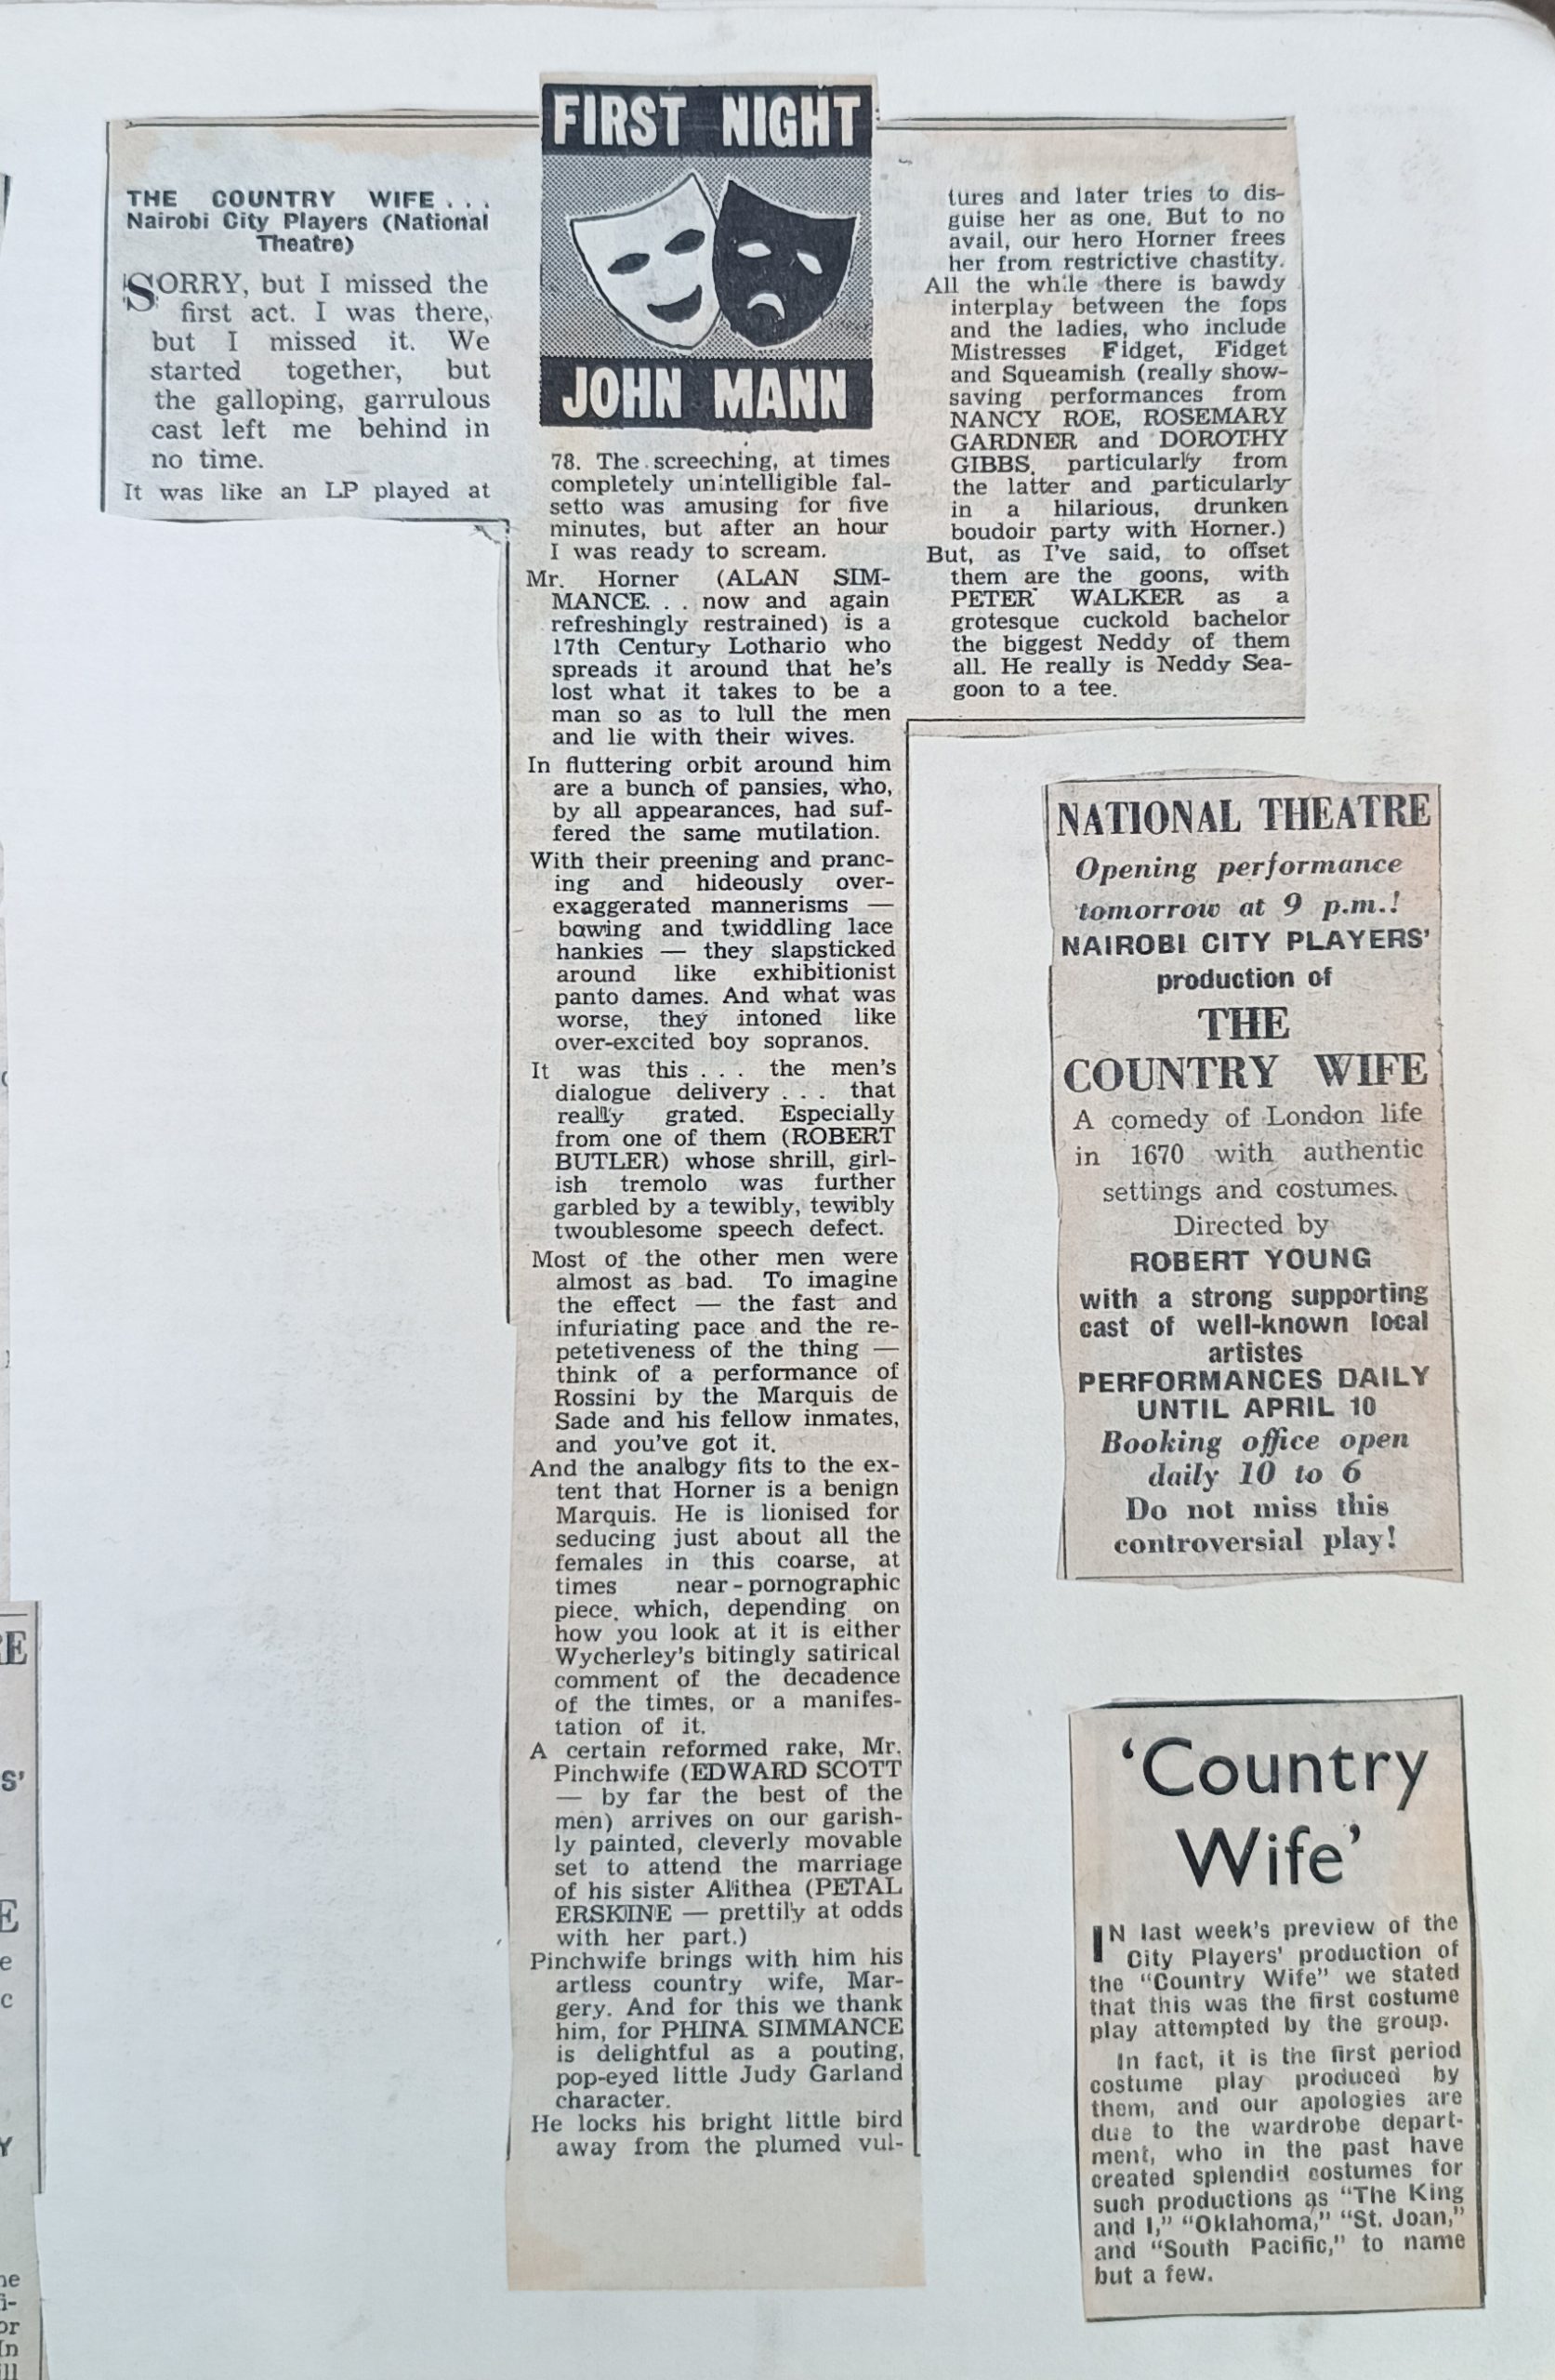 FIRST NIGHT
JOHN MANN
THE COUNTRY WIFE...
Nairobi City Players (National
Theatre)
SORRY, but I missed the
first act. I was there,
but I missed it. We
started together, but
the galloping, garrulous
cast left me behind in
no time.
It was like an LP played at
78. The screeching, at times
completely unintelligible fal-
setto was amusing for five
minutes, but after an hour
I was ready to scream.
Mr. Horner (ALAN SIM-
MANCE. . . now and again
refreshingly restrained) is a
17th Century Lothario who
spreads it around that he's
lost what it takes to be a
man so as to lull the men
and lie with their wives.
In fluttering orbit around him
are a bunch of pansies, who,
by all appearances, had suf-
fered the same mutilation.
With their preening and pranc-
ing and hideously over-
exaggerated mannerisms —
bowing and twiddling lace
hankies — they slapsticked
around like exhibitionist
panto dames. And what was
worse, they intoned like
over-excited boy sopranos.
It was this . . . the men's
dialogue delivery . . . that
really grated. Especially
from one of them (ROBERT
BUTLER) whose shrill, girl-
ish tremolo was further
garbled by a tewibly, tewibly
twoublesome speech defect.
Most of the other men were
almost as bad. To imagine
the effect — the fast and
infuriating pace and the re-
petetiveness of the thing —
think of a performance of
Rossini by the Marquis de
Sade and his fellow inmates,
and you've got it.
And the analogy fits to the ex-
tent that Horner is a benign
Marquis. He is lionised for
seducing just about all the
females in this coarse, at
times near-pornographic
piece, which, depending on
how you look at it is either
Wycherley's bitingly satirical
comment of the decadence
of the times, or a manifes-
tation of it.
A certain reformed rake, Mr.
Pinchwife (EDWARD SCOTT
— by far the best of the
men) arrives on our garish-
ly painted, cleverly movable
set to attend the marriage
of his sister Alithea (PETAL
ERSKINE — prettily at odds
with her part.)
Pinchwife brings with him his
artless country wife, Mar-
gery. And for this we thank
him, for PHINA SIMMANCE
is delightful as a pouting,
pop-eyed little Judy Garland
character.
He locks his bright little bird
away from the plumed vul-
tures and later tries to dis-
guise her as one. But to no
avail, our hero Horner frees
her from restrictive chastity.
All the while there is bawdy
interplay between the fops
and the ladies, who include
Mistresses Fidget, Fidget
and Squeamish (really show-
saving performances from
NANCY ROE, ROSEMARY
GARDNER and DOROTHY
GIBBS, particularly from
the latter and particularly
in a hilarious, drunken
boudoir party with Horner.)
But, as I've said, to offset
them are the goons, with
PETER WALKER as a
grotesque cuckold bachelor
the biggest Neddy of them
all. He really is Neddy Sea-
goon to a tee.
NATIONAL THEATRE
Opening performance
tomorrow at 9 p.m.!
NAIROBI CITY PLAYERS'
production of
THE
COUNTRY WIFE
A comedy of London life
in 1670 with authentic
settings and costumes.
Directed by
ROBERT YOUNG
with a strong supporting
cast of well-known local
artistes
PERFORMANCES DAILY
UNTIL APRIL 10
Booking office open
daily 10 to 6
Do not miss this
controversial play!
'Country
Wife'
IN last week's preview of the
City Players' production of
the "Country Wife" we stated
that this was the first costume
play attempted by the group.
In fact, it is the first period
costume play produced by
them, and our apologies are
due to the wardrobe depart-
ment, who in the past have
created splendid costumes for
such productions as "The King
and I," "Oklahoma," "St. Joan,"
and "South Pacific," to name
but a few.